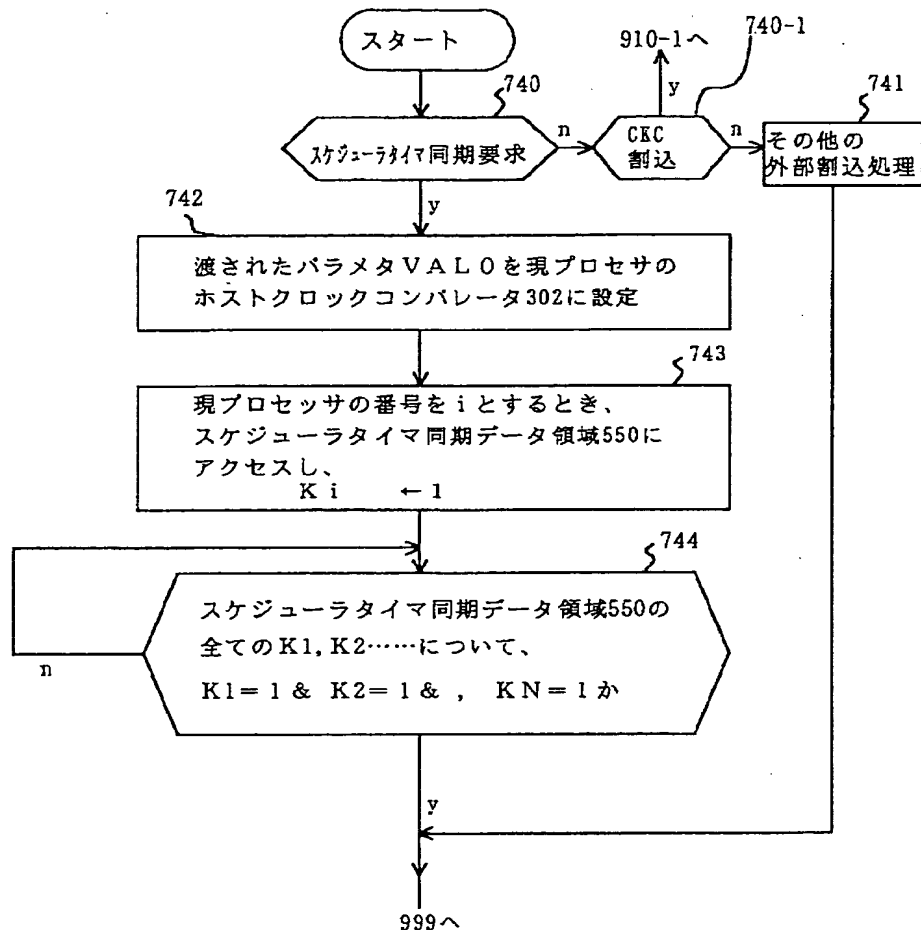 スタート
740
スケジューラタイマ同期要求
n
y
910-1へ
y
740-1
CKC
割込
n
741
その他の
外部割込処理
742
渡されたパラメタVAL0を現プロセサの
ホストクロックコンパレータ302に設定
743
現プロセッサの番号をiとするとき、
スケジューラタイマ同期データ領域550に
アクセスし、
Ki ←1
744
スケジューラタイマ同期データ領域550の
全てのK1,K2……について、
K1=1 & K2=1 & , KN=1か
n
y
999へ